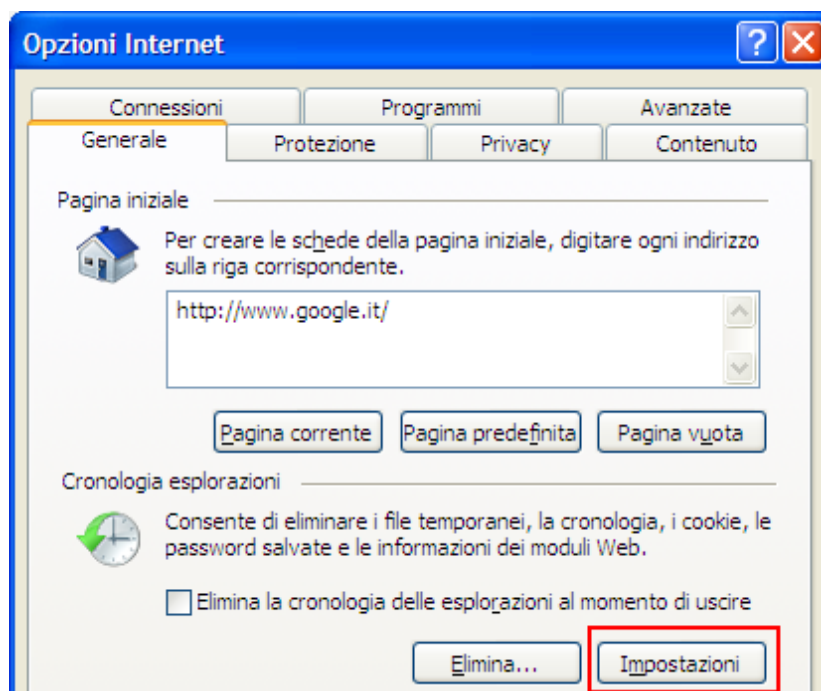 Opzioni Internet
?
Connessioni Programmi Avanzate
Generale Protezione Privacy Contenuto
Pagina iniziale
Per creare le schede della pagina iniziale, digitare ogni indirizzo
sulla riga corrispondente.
http://www.google.it/
Pagina corrente Pagina predefinita Pagina vuota
Cronologia esplorazioni
Consente di eliminare i file temporanei, la cronologia, i cookie, le
password salvate e le informazioni dei moduli Web.
Elimina la cronologia delle esplorazioni al momento di uscire
Elimina... Impostazioni